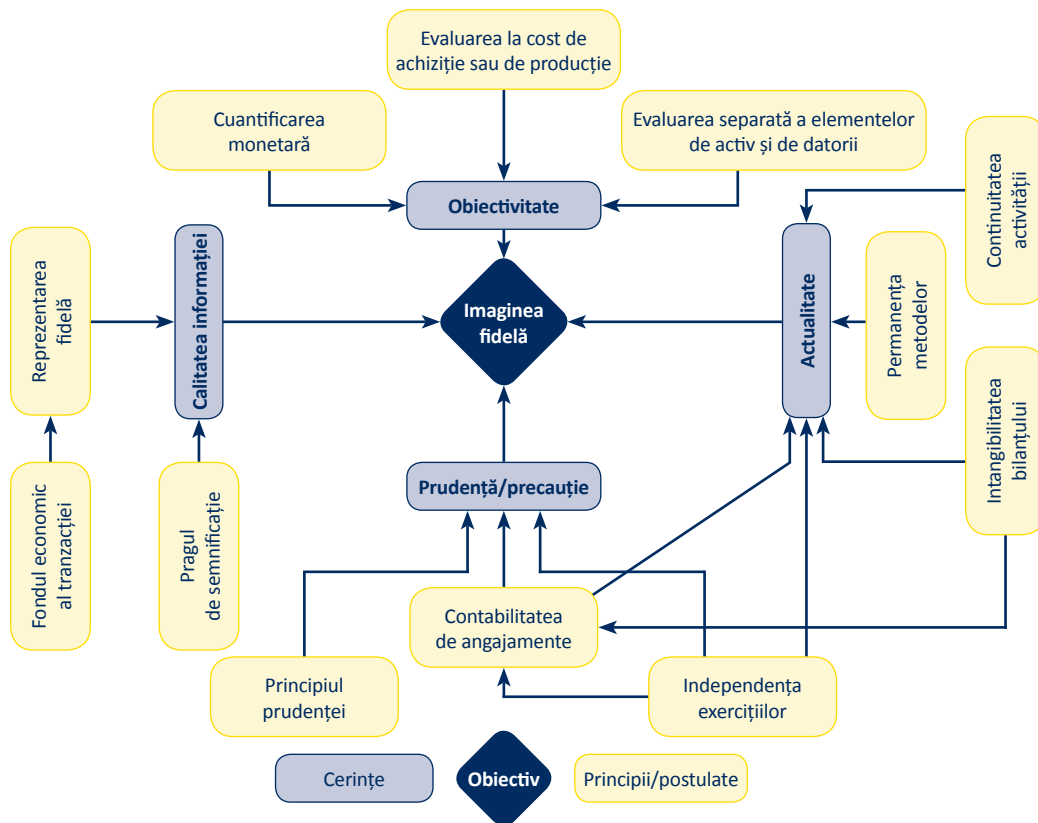 Evaluarea la cost de
achiziție sau de producție
Cuantificarea
monetară
Evaluarea separată a elementelor
de activ și de datorii
Obiectivitate
Continuitatea
activității
Reprezentarea
fidelă
Calitatea informației
Imaginea
fidelă
Actualitate
Permanența
metodelor
Intangibilitatea
bilanțului
Fondul economic
al tranzacției
Pragul
de semnificație
Prudență/precauție
Contabilitatea
de angajamente
Principiul
prudenței
Independența
exercițiilor
Cerințe
Obiectiv
Principii/postulate